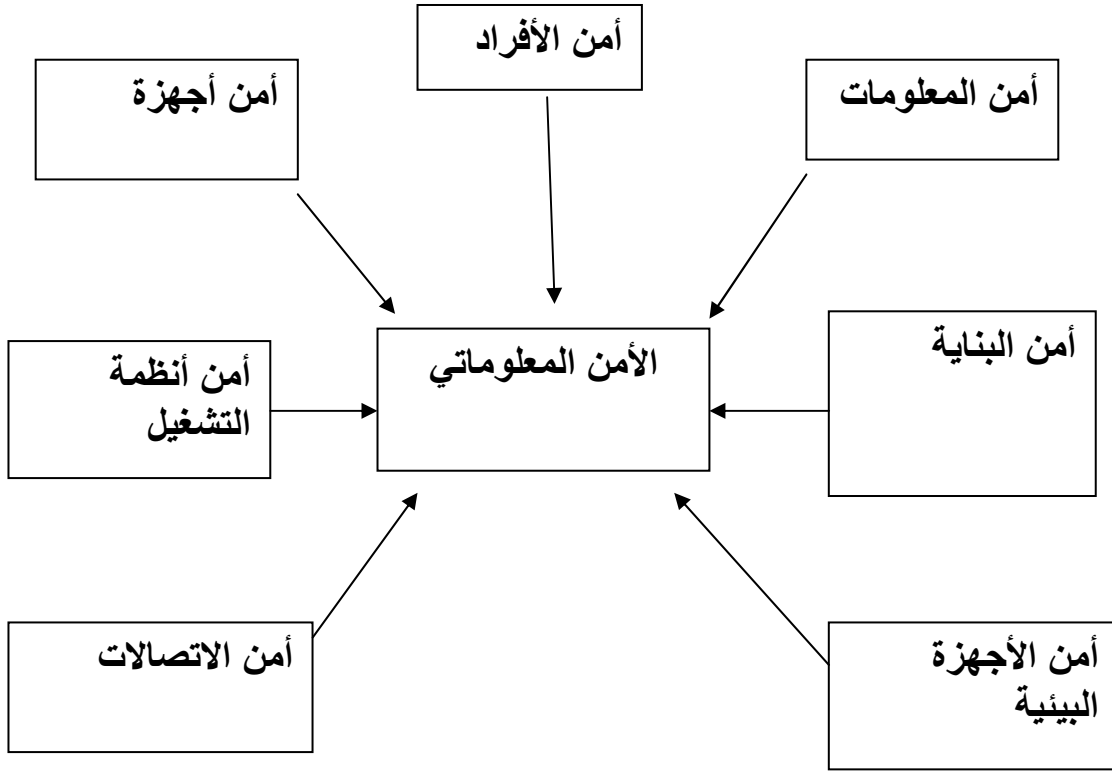 أمن الأفراد
أمن المعلومات
أمن أجهزة
الأمن المعلوماتي
أمن البناية
أمن أنظمة
التشغيل
أمن الأجهزة
البيئية
أمن الاتصالات